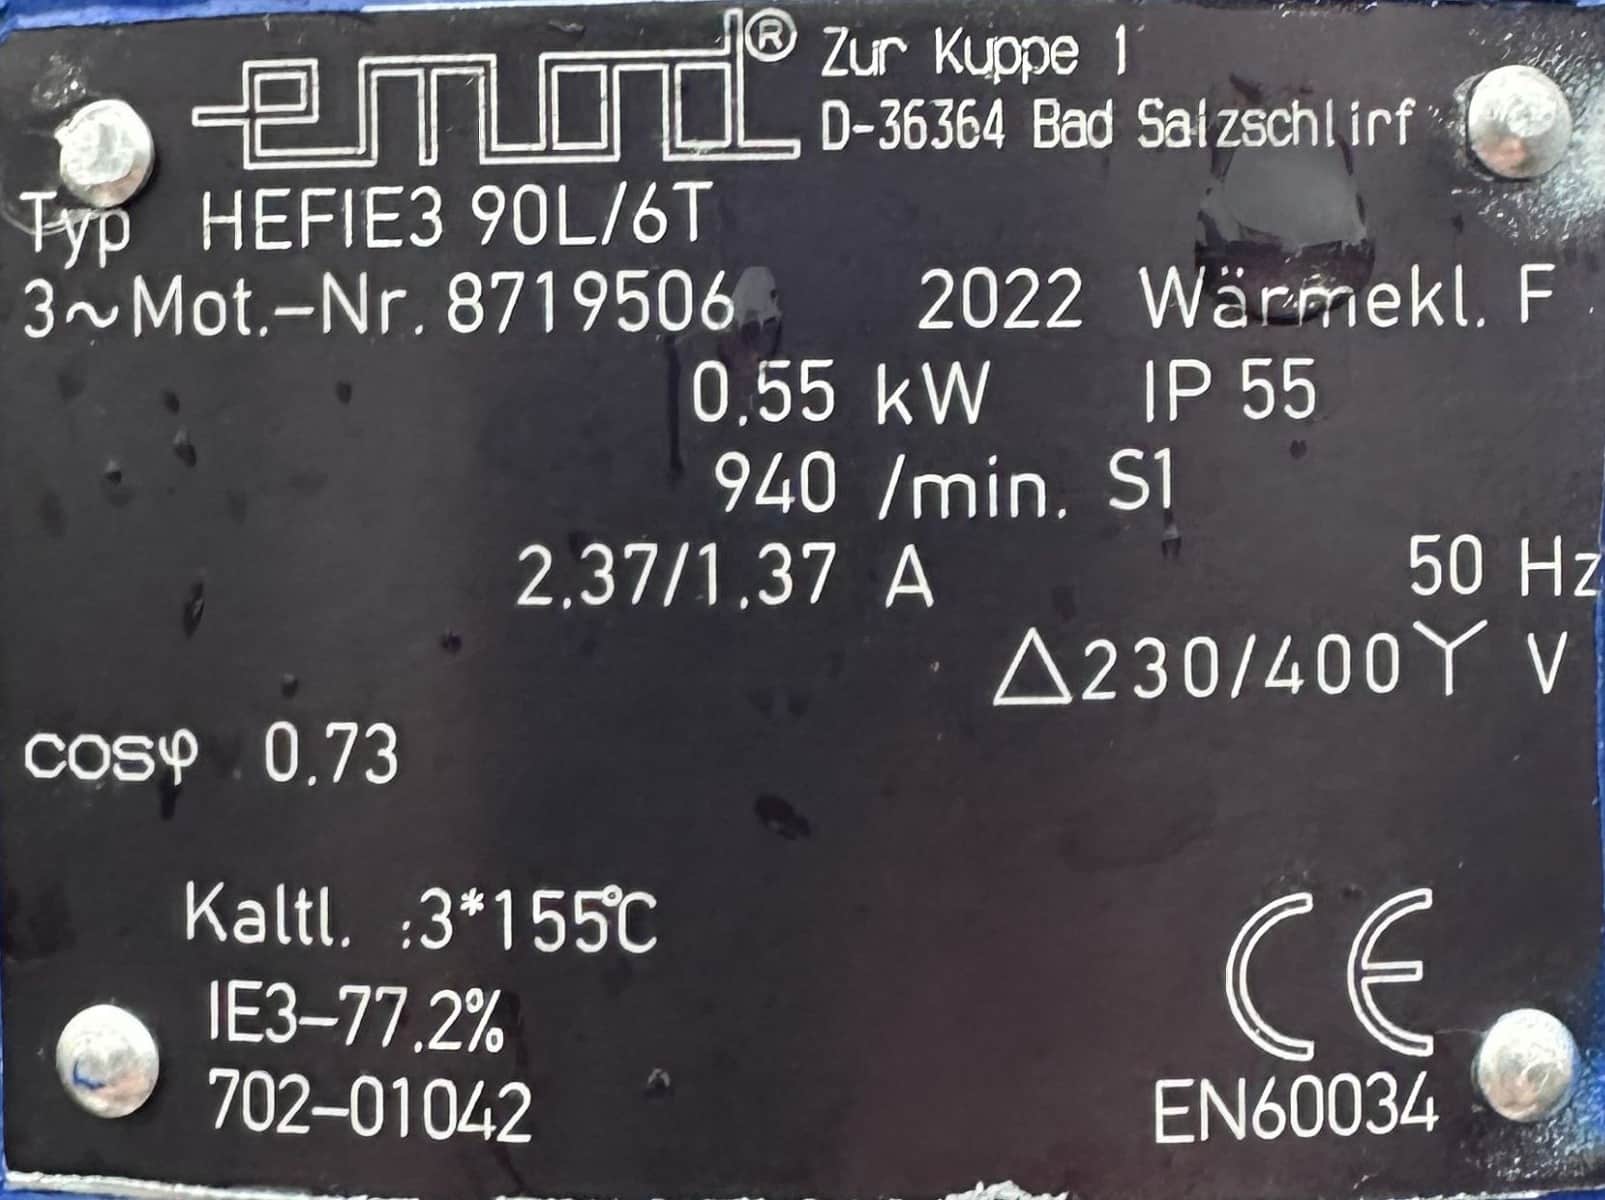 emod® Zur Kuppe 1
D-36364 Bad Salzschlirf
Typ HEFIE3 90L/6T
3~Mot.-Nr. 8719506 2022 Wärmekl. F
0.55 kW IP 55
940 /min. S1
2.37/1.37 A 50 Hz
△230/400Y V
cosφ 0.73
Kaltl. :3*155°C
IE3-77.2%
702-01042
CE
EN60034